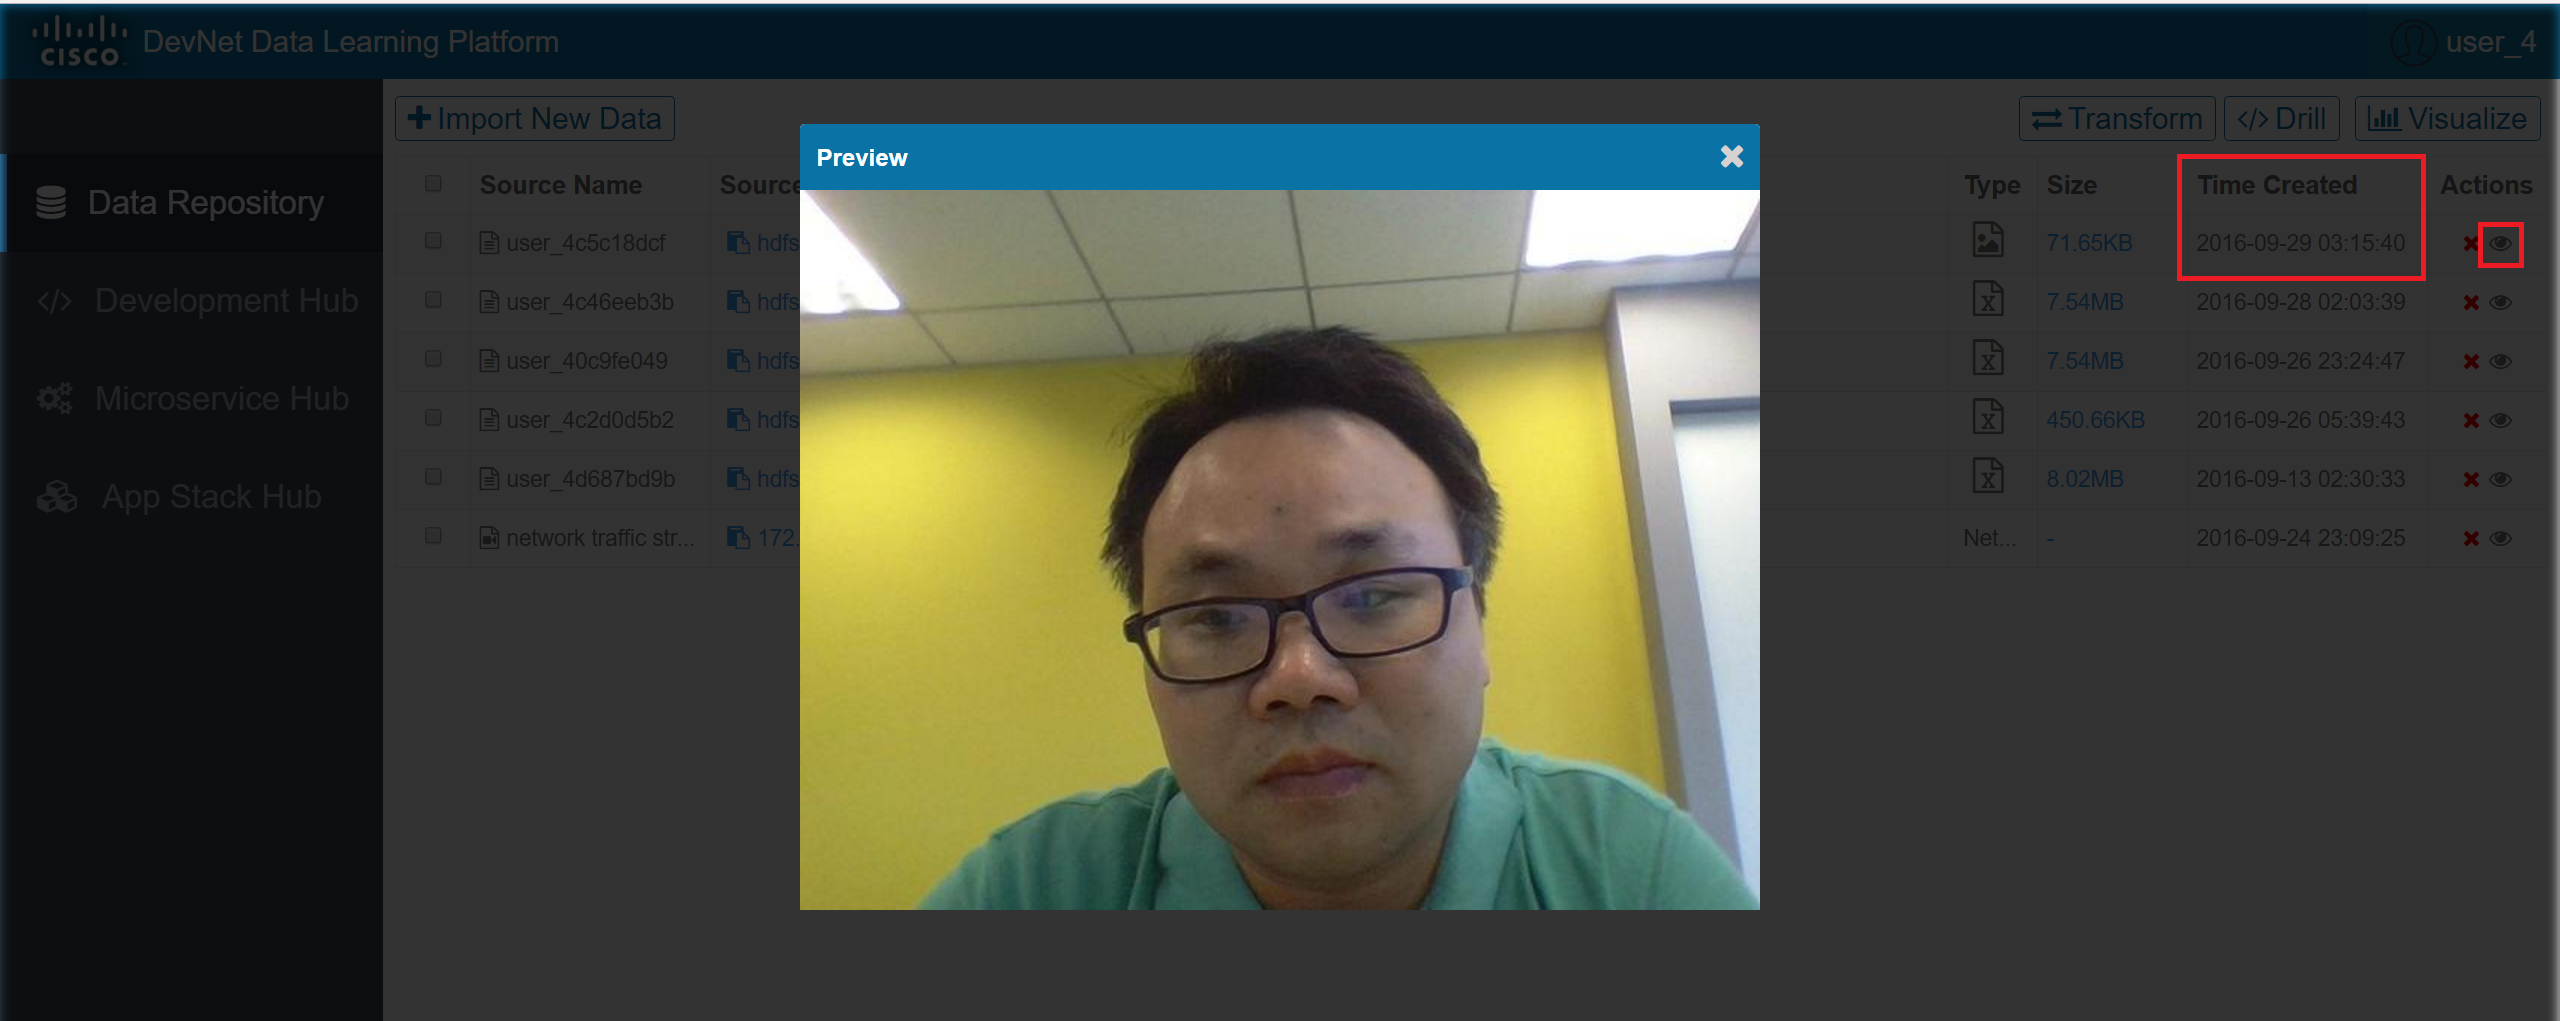 CISCO DevNet Data Learning Platform user_4
Import New Data Transform Drill Visualize
Preview
Source Name Source Type Size Time Created Actions
Data Repository
user_4c5c18dcf hdfs 71.65KB 2016-09-29 03:15:40
Development Hub
user_4c46eeb3b hdfs 7.54MB 2016-09-28 02:03:39
user_40c9fe049 hdfs 7.54MB 2016-09-26 23:24:47
Microservice Hub
user_4c2d0d5b2 hdfs 450.66KB 2016-09-26 05:39:43
user_4d687bd9b hdfs 8.02MB 2016-09-13 02:30:33
App Stack Hub
network traffic str... 172. Net... - 2016-09-24 23:09:25